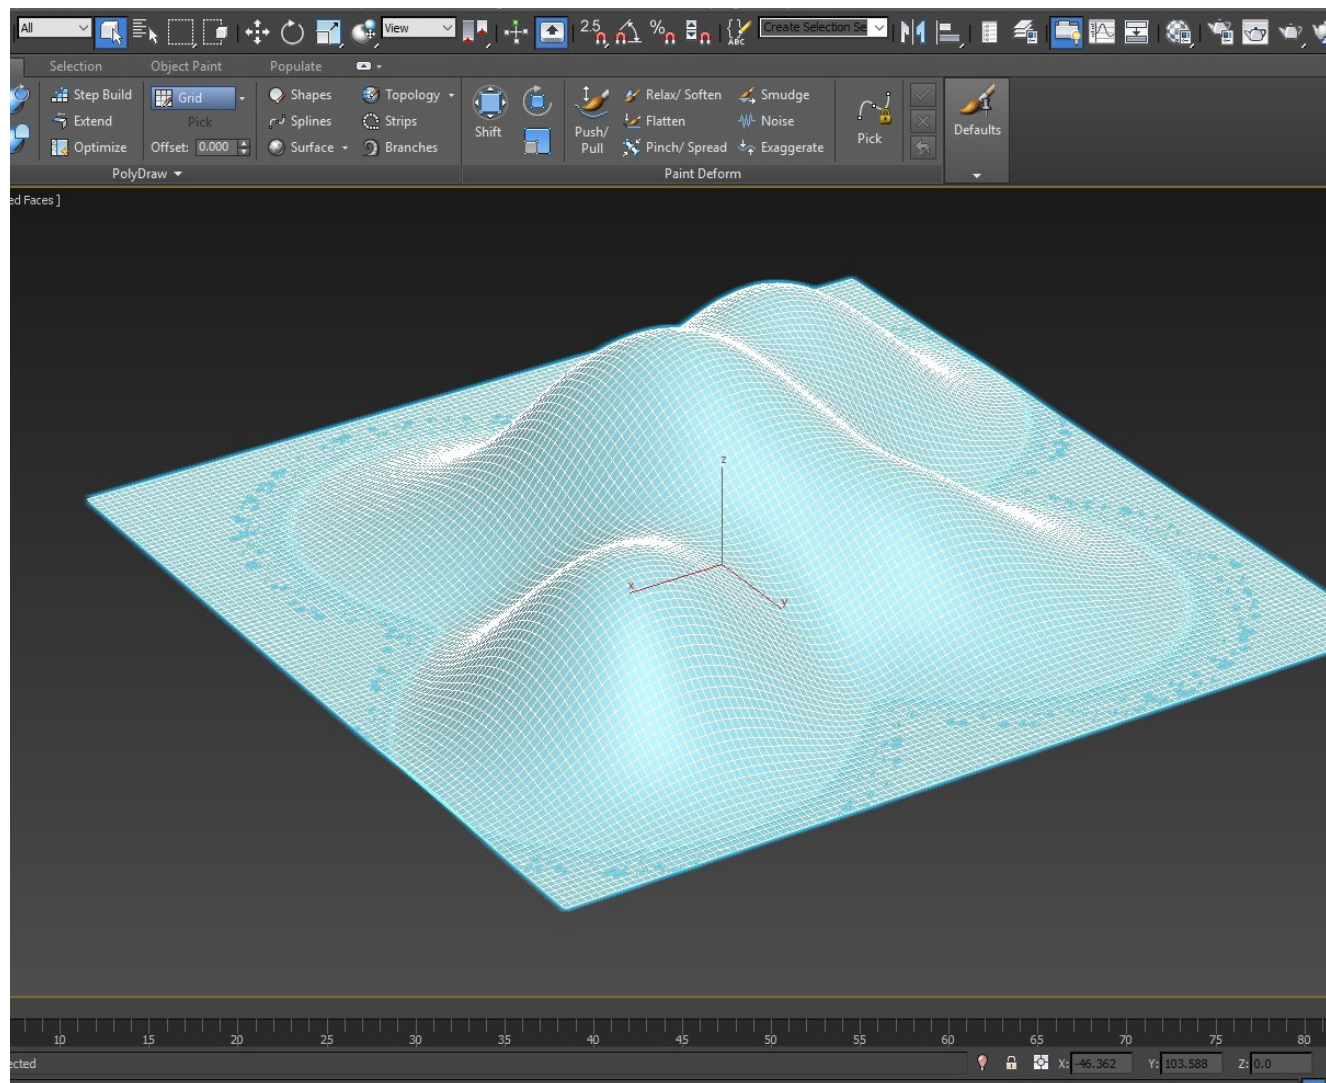 All
View
2.5
%
ABC
Create Selection Se
Selection Object Paint Populate
Step Build Grid Shapes Topology Relax/ Soften Smudge
Extend Pick Splines Strips Shift Push/ Pull Flatten Noise Pick Defaults
Optimize Offset: 0.000 Surface Branches Pinch/ Spread Exaggerate
PolyDraw Paint Deform
ed Faces ]
z
x
y
10 15 20 25 30 35 40 45 50 55 60 65 70 75 80
ected X: -46.362 Y: 103.588 Z: 0.0